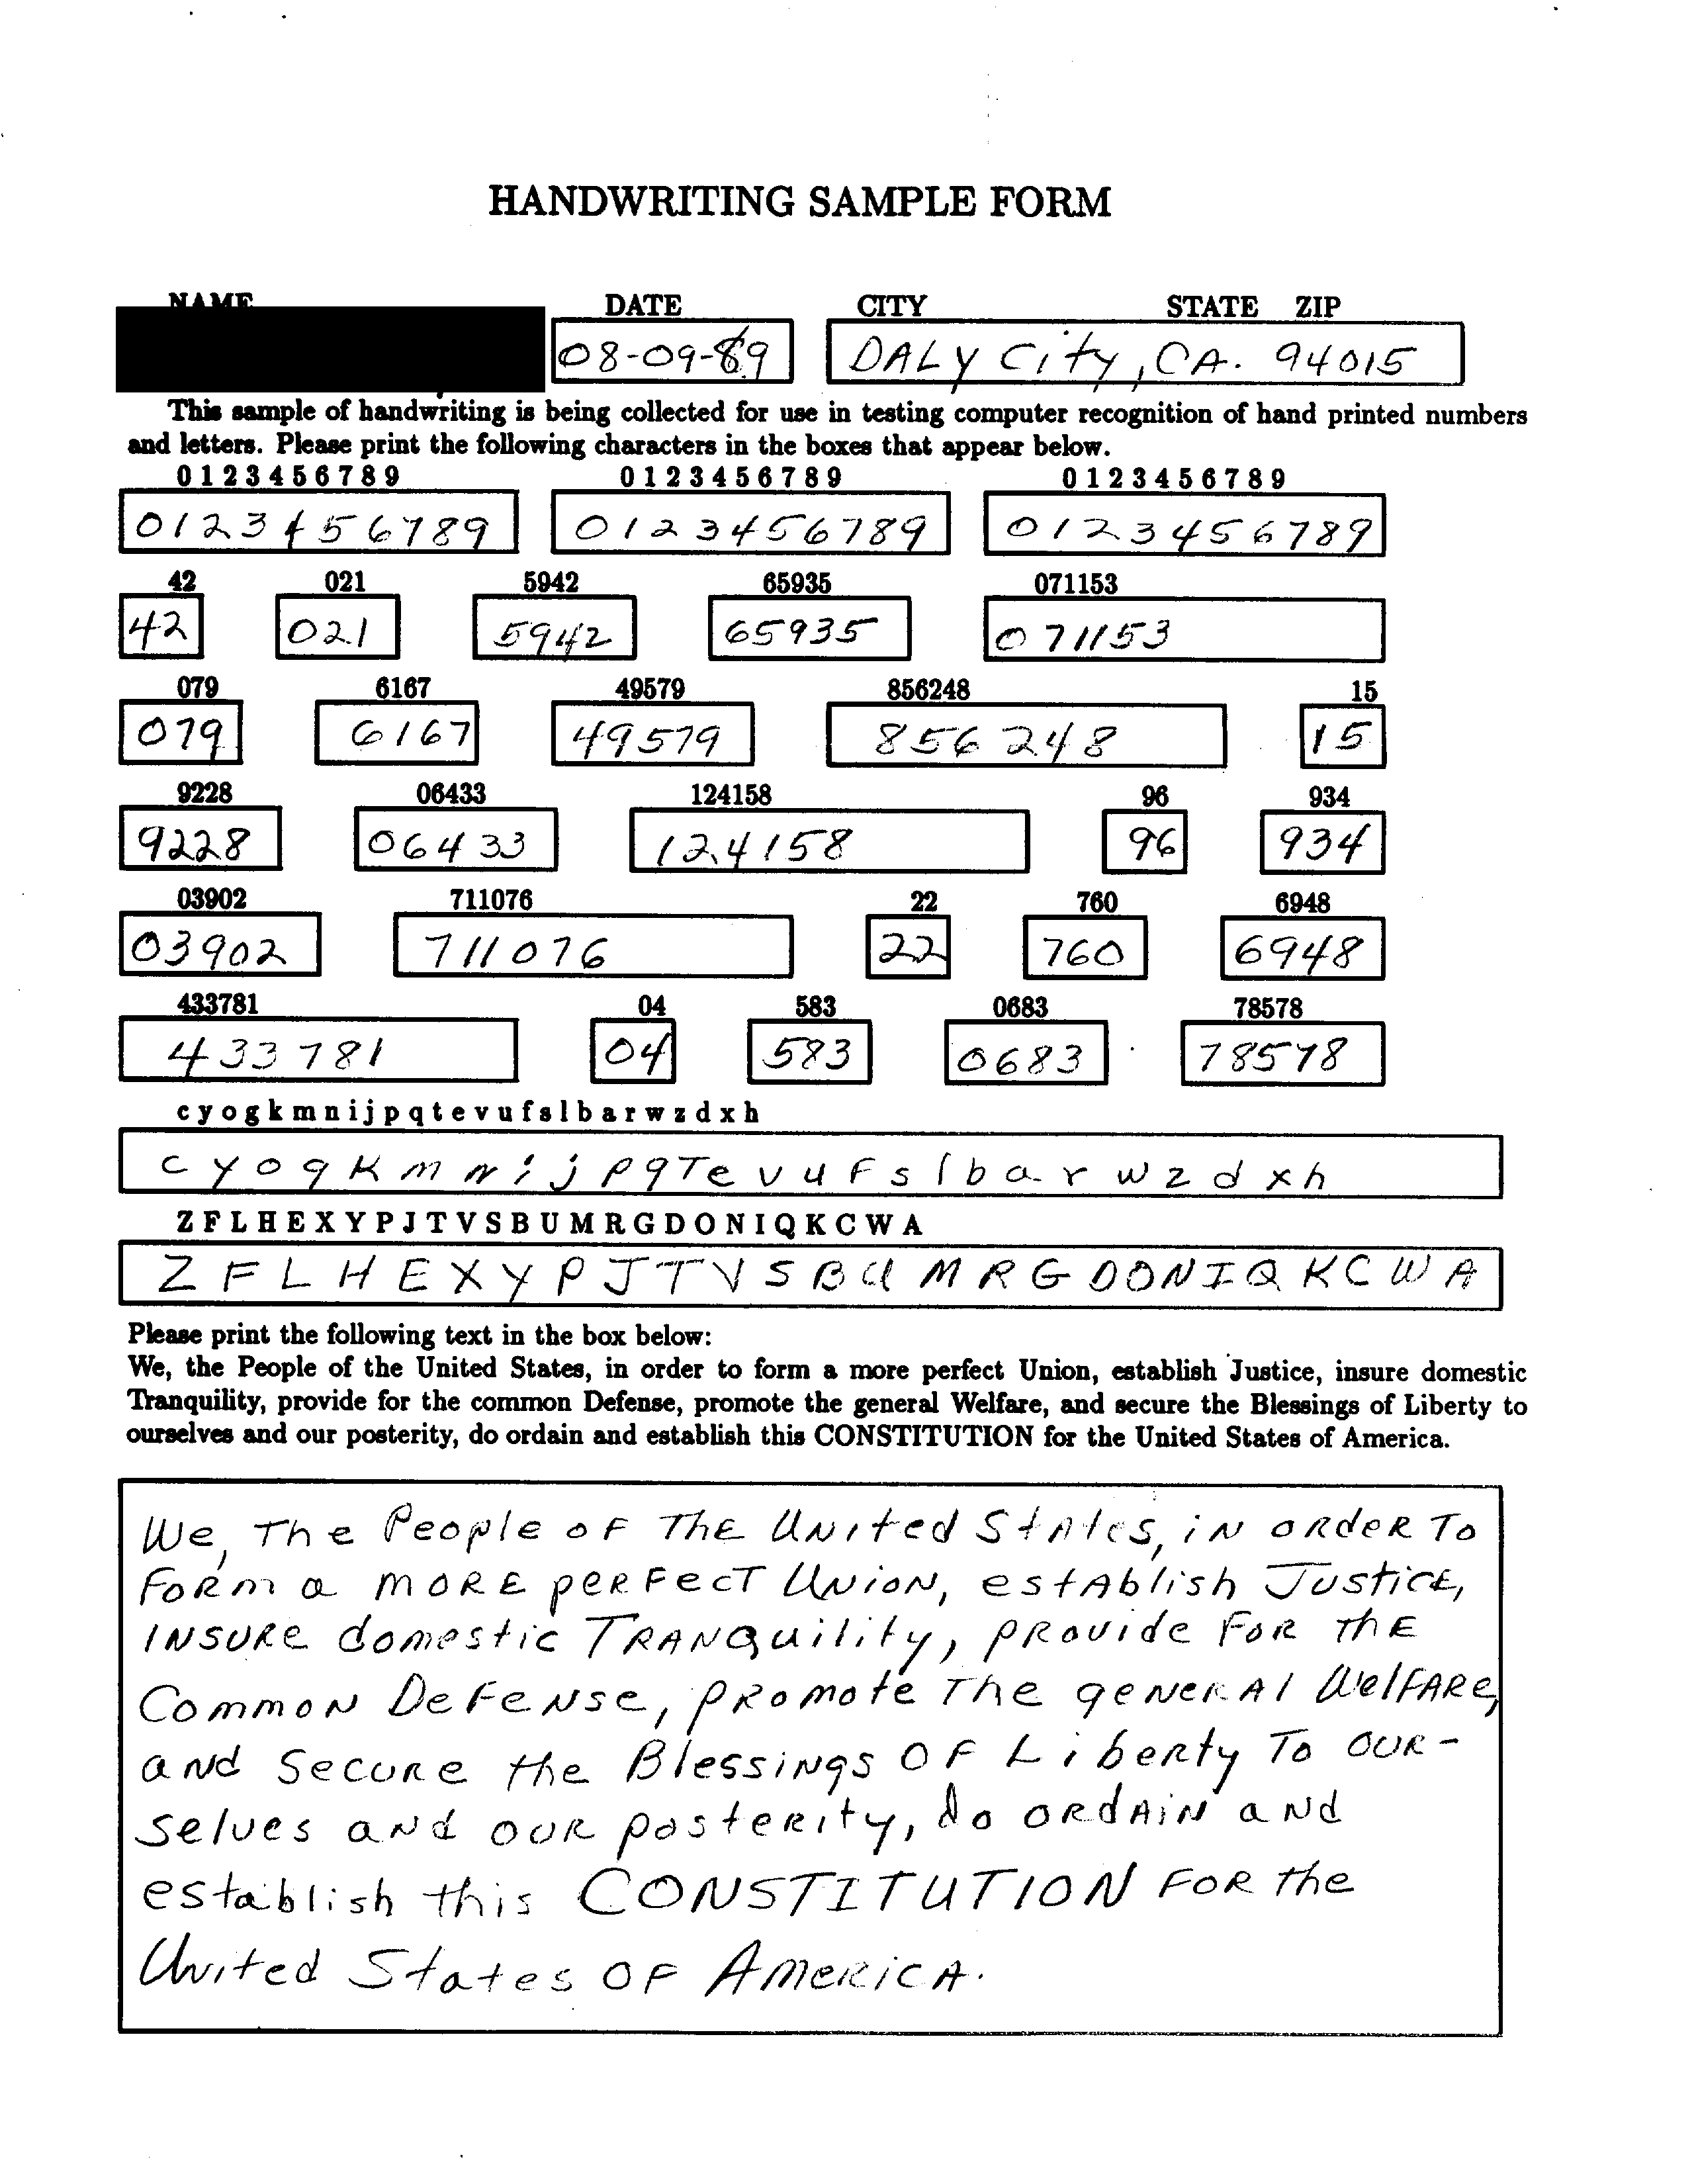 HANDWRITING SAMPLE FORM
NAME DATE CITY STATE ZIP
08-09-89 DALY City, CA. 94015
This sample of handwriting is being collected for use in testing computer recognition of hand printed numbers
and letters. Please print the following characters in the boxes that appear below.
0 1 2 3 4 5 6 7 8 9 0 1 2 3 4 5 6 7 8 9 0 1 2 3 4 5 6 7 8 9
0123456789 0123456789 0123456789
42 021 5942 65935 071153
42 021 5942 65935 071153
079 6167 49579 856248 15
079 6167 49579 856248 15
9228 06433 124158 96 934
9228 06433 124158 96 934
03902 711076 22 760 6948
03902 711076 22 760 6948
433781 04 583 0683 78578
433781 04 583 0683 78578
c y o g k m n i j p q t e v u f s l b a r w z d x h
c y o g K m n i j p q T e v u F s l b a r w z d x h
Z F L H E X Y P J T V S B U M R G D O N I Q K C W A
Z F L H E X Y P J T V S B U M R G D O N I Q K C W A
Please print the following text in the box below:
We, the People of the United States, in order to form a more perfect Union, establish Justice, insure domestic
Tranquility, provide for the common Defense, promote the general Welfare, and secure the Blessings of Liberty to
ourselves and our posterity, do ordain and establish this CONSTITUTION for the United States of America.
We, The People oF ThE UNited StAtes, iN ORdeR To
FoRm a moRE peRFecT UNioN, estAblish JusticE,
INSURe domestic TRANQuility, pRovide FoR thE
CommoN DeFeNse, pRomote The geNeRAl WelFARe,
aNd Secure the BlessiNgs OF Liberty To OUR-
selves aNd OUR posteRity, do ORdAiN aNd
establish this CONSTITUTION FOR the
UNited States OF AmeRiCA.